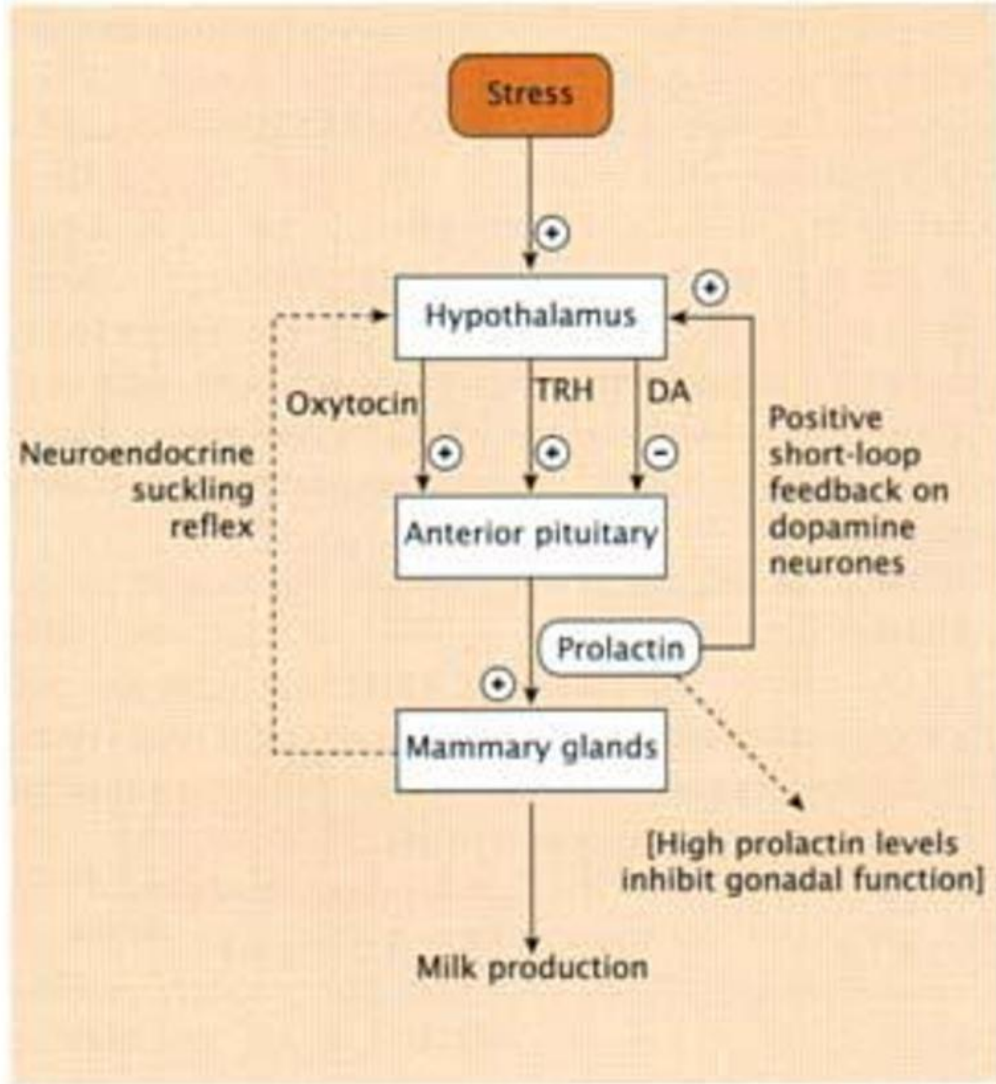 Stress
+
Hypothalamus
+
Oxytocin
TRH
DA
+
+
-
Neuroendocrine
suckling
reflex
Positive
short-loop
feedback on
dopamine
neurones
Anterior pituitary
Prolactin
+
Mammary glands
[High prolactin levels
inhibit gonadal function]
Milk production